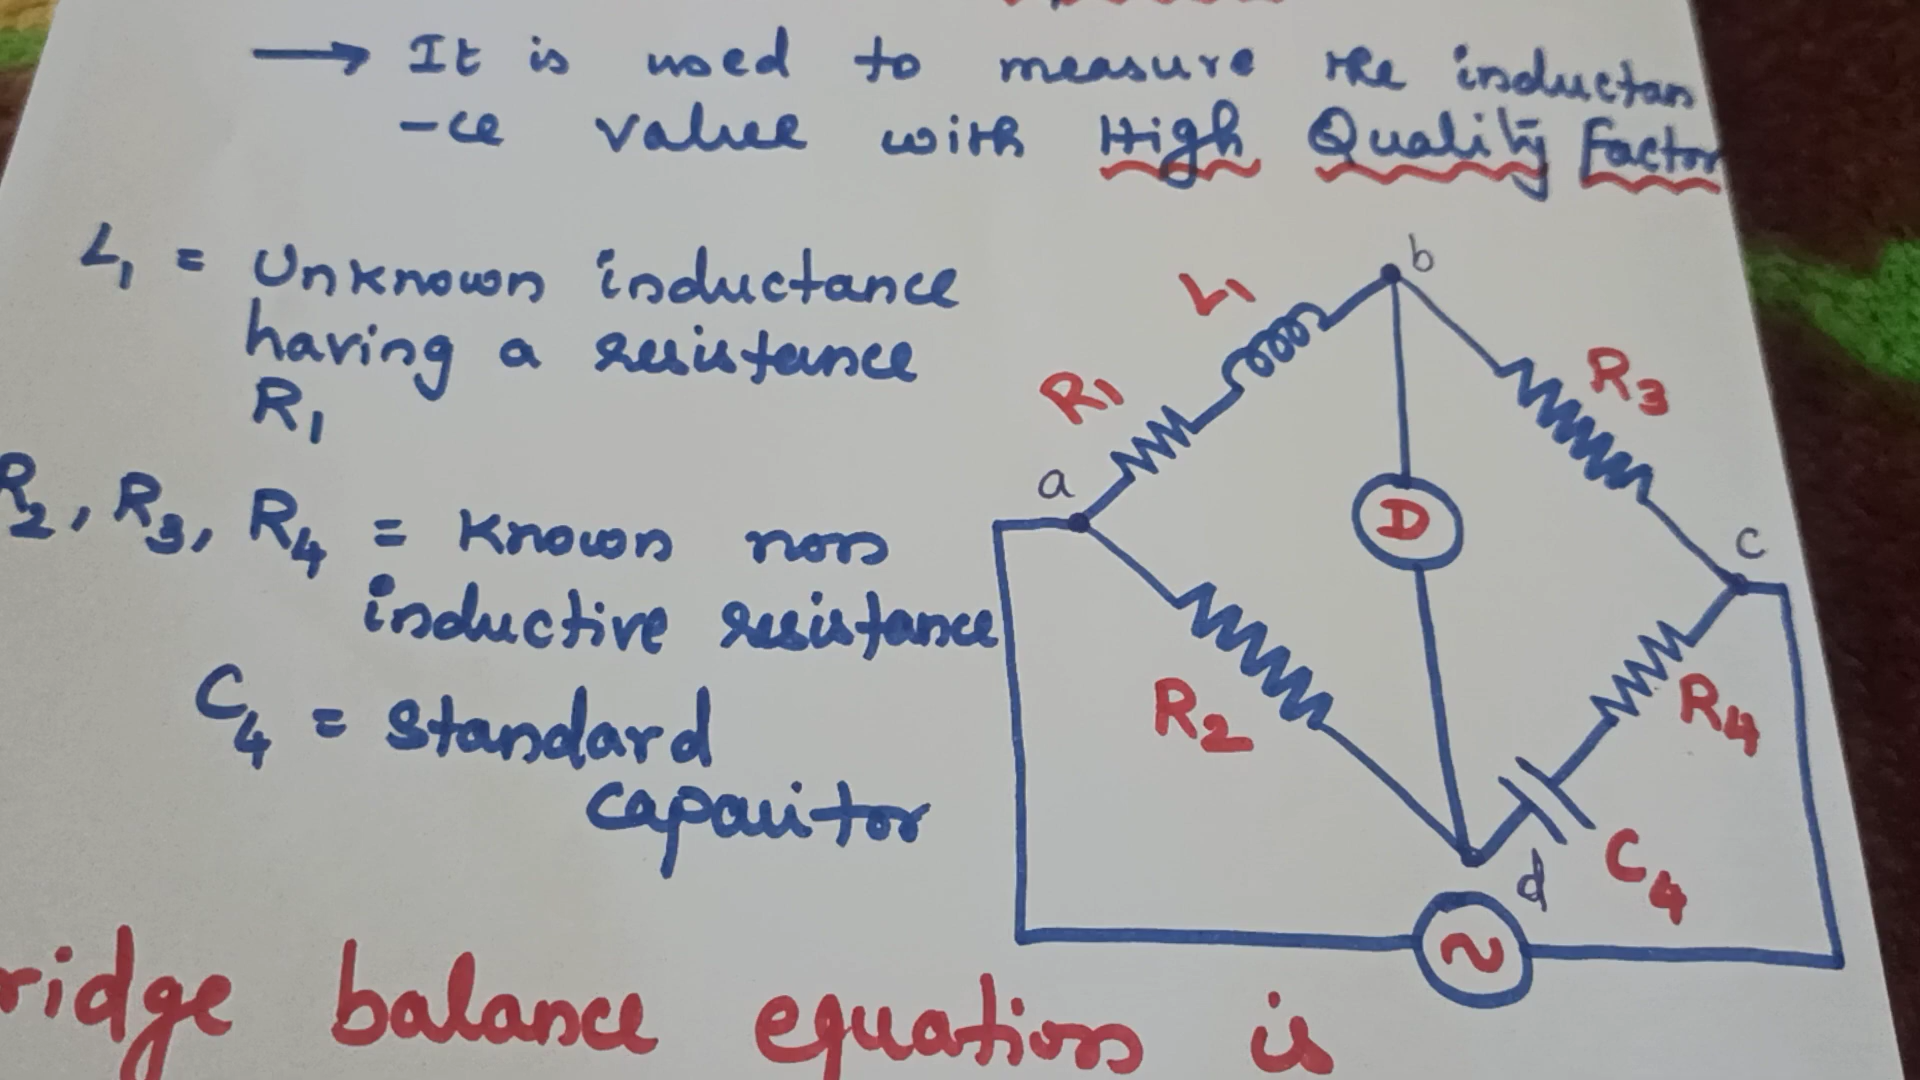 → It is used to measure the inductan
-ce value with High Quality Factor
L1 = Unknown inductance
having a resistance
R1
R2, R3, R4 = Known non
inductive resistance
C4 = Standard
capacitor
b
L1
R1
R3
a
D
c
R2
R4
C4
d
~
ridge balance equation is